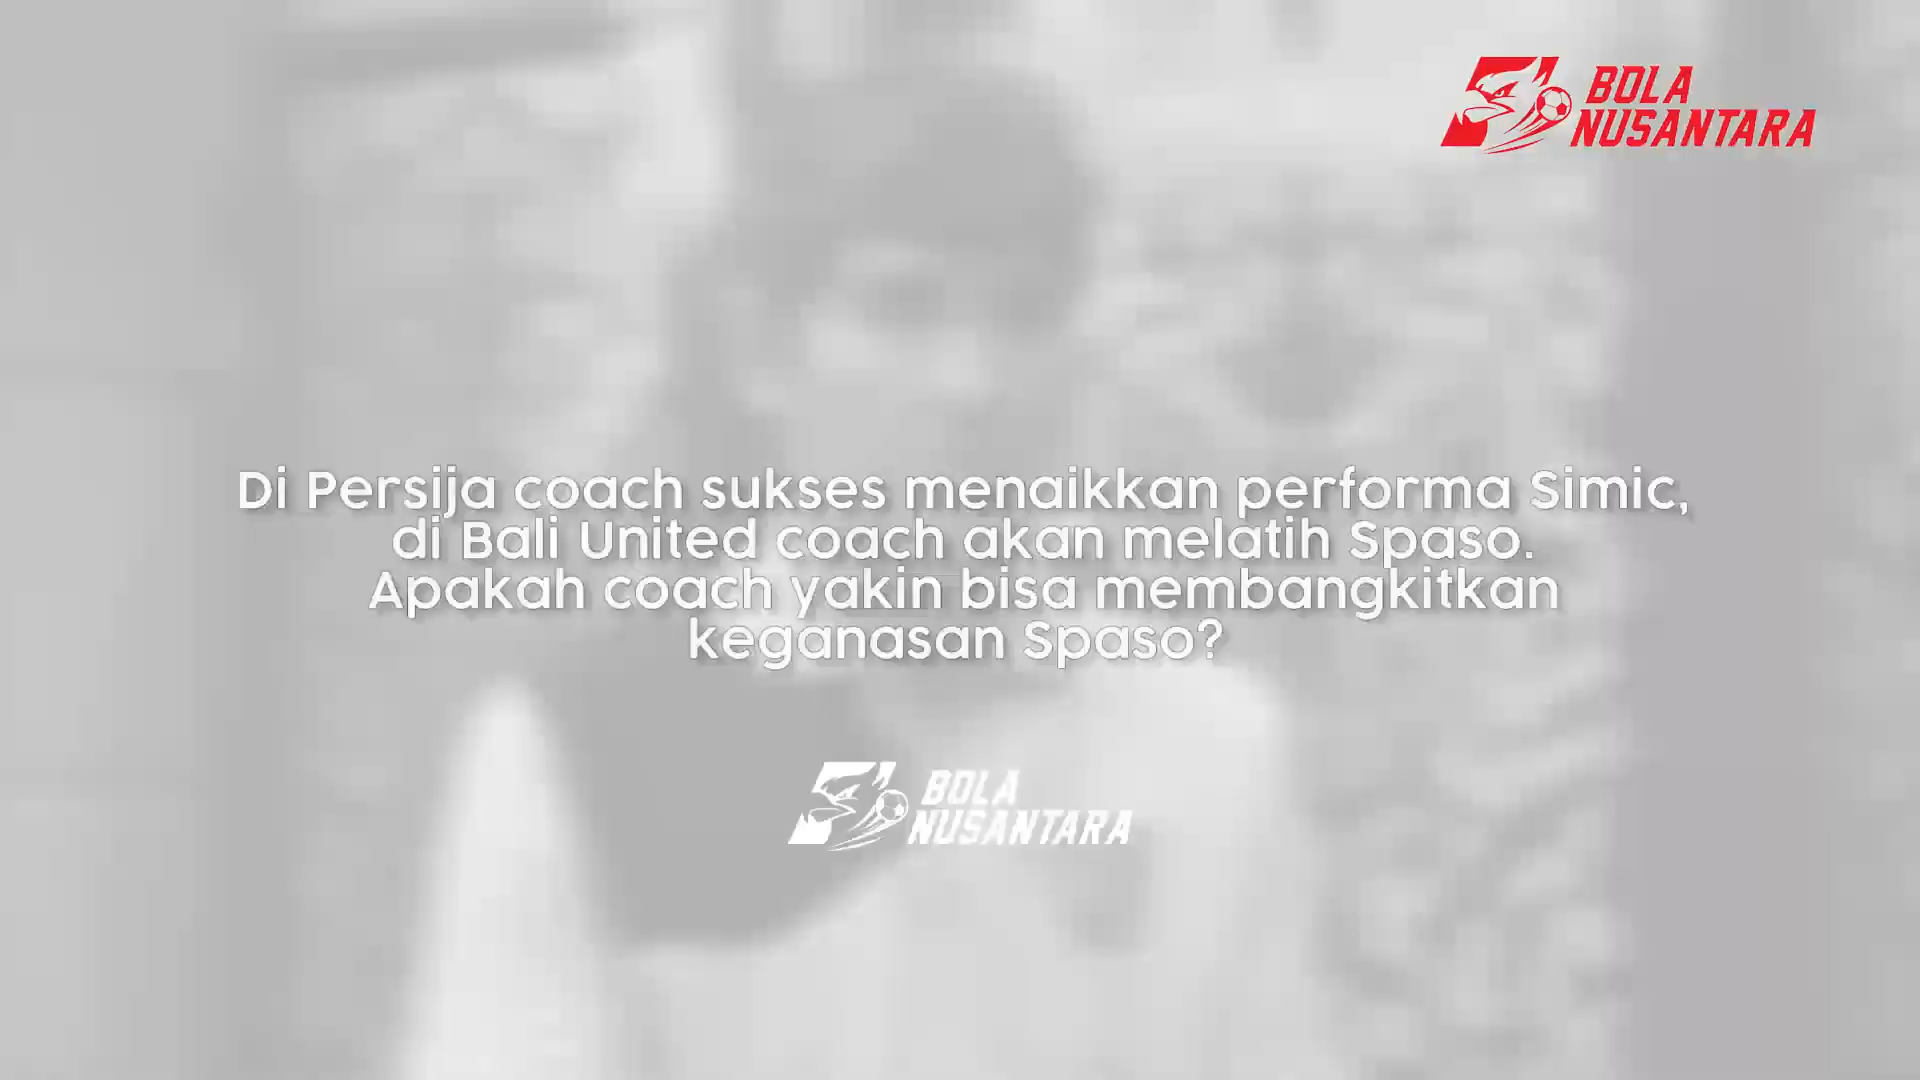 BOLA
NUSANTARA
Di Persija coach sukses menaikkan performa Simic,
di Bali United coach akan melatih Spaso.
Apakah coach yakin bisa membangkitkan
keganasan Spaso?
BOLA
NUSANTARA